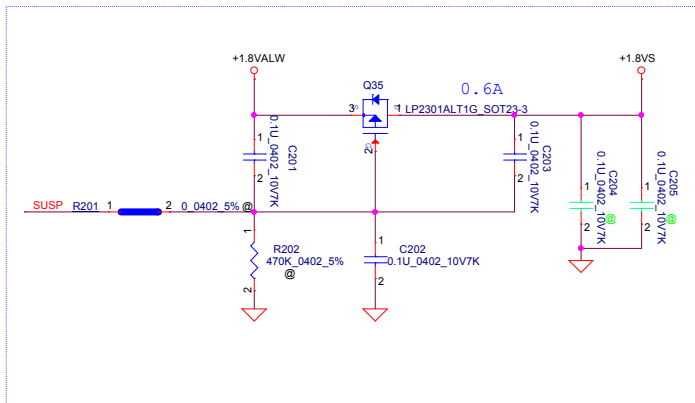 +1.8VALW
+1.8VS
Q35
0.6A
3
1
LP2301ALT1G_SOT23-3
2
1
2
C201
0.1U_0402_10V7K
1
2
C203
0.1U_0402_10V7K
1
2
C204
0.1U_0402_10V7K
@
1
2
C205
0.1U_0402_10V7K
@
SUSP
R201
1
2
0_0402_5%
@
1
R202
470K_0402_5%
@
2
1
C202
0.1U_0402_10V7K
2